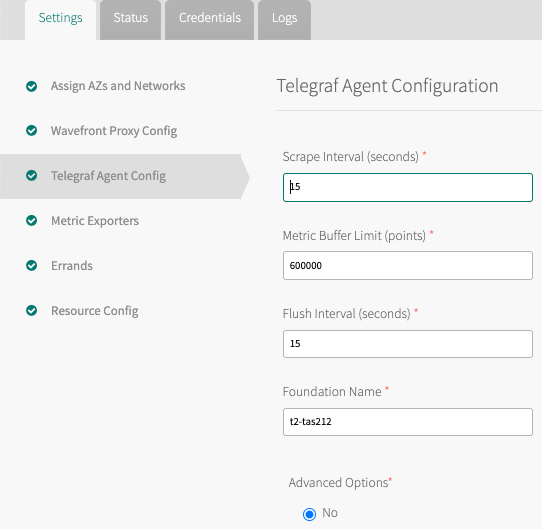 Settings
Status
Credentials
Logs
Assign AZs and Networks
Wavefront Proxy Config
Telegraf Agent Config
Metric Exporters
Errands
Resource Config
Telegraf Agent Configuration
Scrape Interval (seconds) *
15
Metric Buffer Limit (points) *
600000
Flush Interval (seconds) *
15
Foundation Name *
t2-tas212
Advanced Options*
No